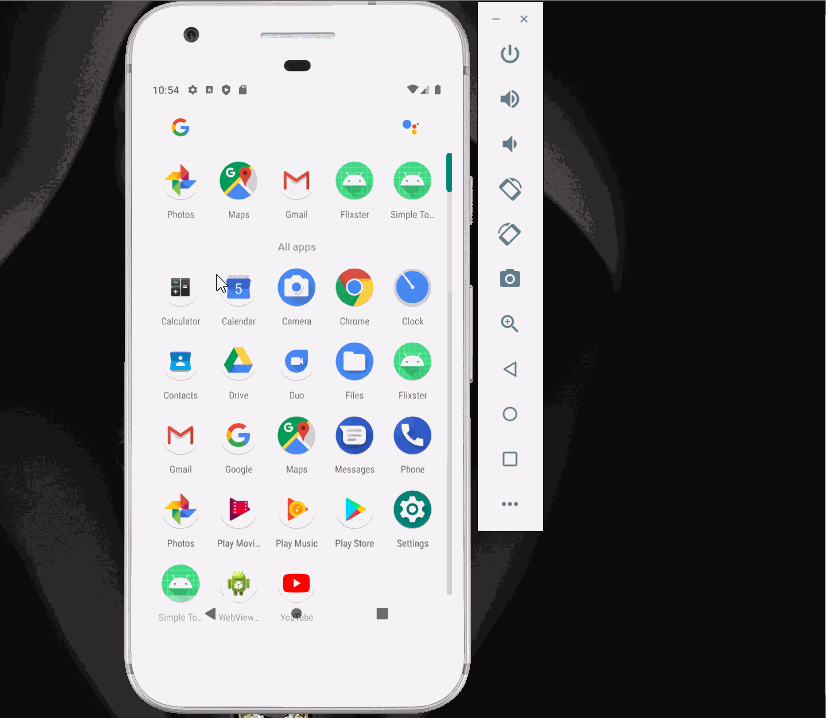 10:54
Photos Maps Gmail Flixster Simple To...
All apps
Calculator Calendar Camera Chrome Clock
Contacts Drive Duo Files Flixster
Gmail Google Maps Messages Phone
Photos Play Movi... Play Music Play Store Settings
Simple To... WebView... YouTube